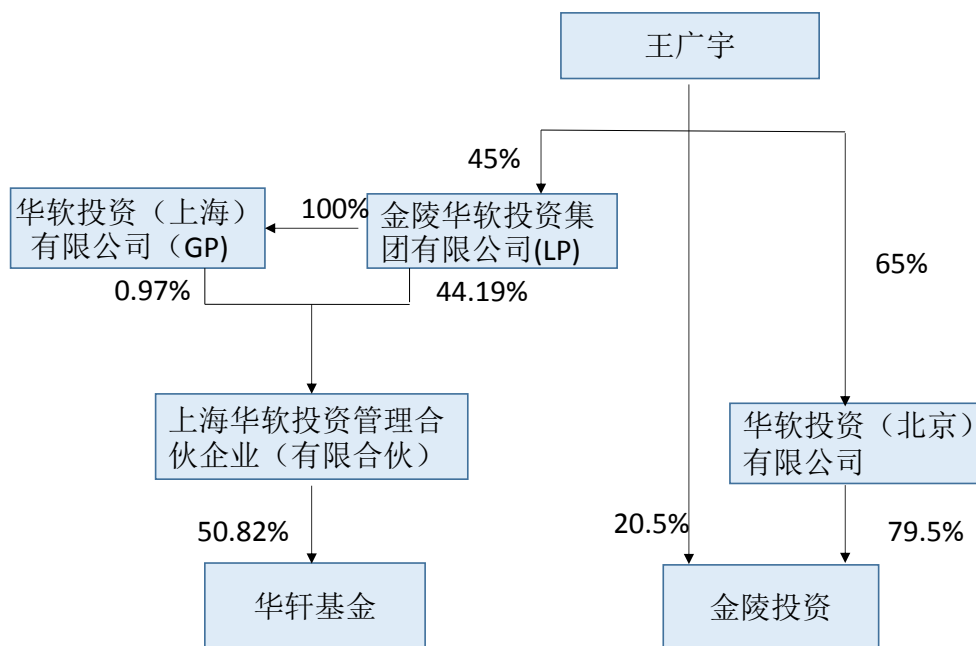 王广宇
45%
华软投资（上海）
有限公司（GP)
100%
金陵华软投资集
团有限公司(LP)
65%
0.97%
44.19%
上海华软投资管理合
伙企业（有限合伙）
华软投资（北京）
有限公司
50.82%
20.5%
79.5%
华轩基金
金陵投资